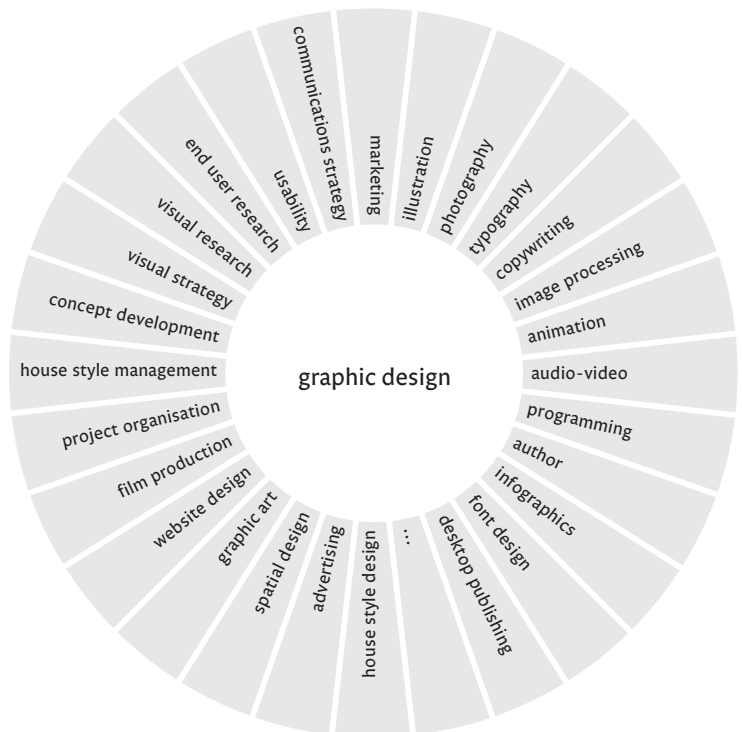 graphic design
marketing
illustration
photography
typography
copywriting
image processing
animation
audio-video
programming
author
infographics
font design
desktop publishing
...
house style design
advertising
spatial design
graphic art
website design
film production
project organisation
house style management
concept development
visual strategy
visual research
end user research
usability
communications strategy